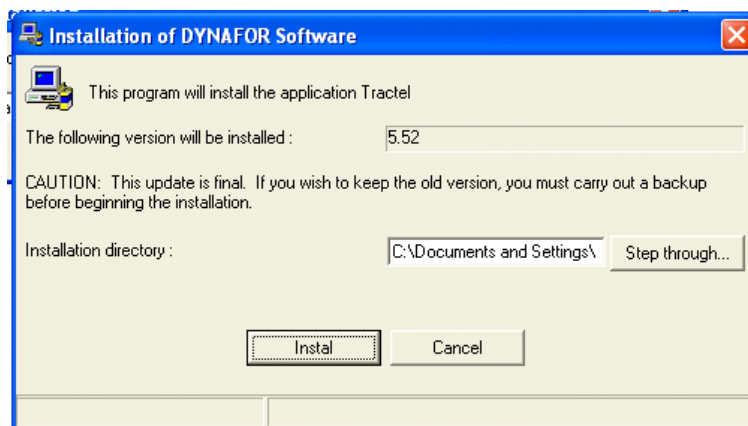 Installation of DYNAFOR Software
This program will install the application Tractel
The following version will be installed :
5.52
CAUTION: This update is final. If you wish to keep the old version, you must carry out a backup
before beginning the installation.
Installation directory :
C:\Documents and Settings\
Step through...
Instal
Cancel